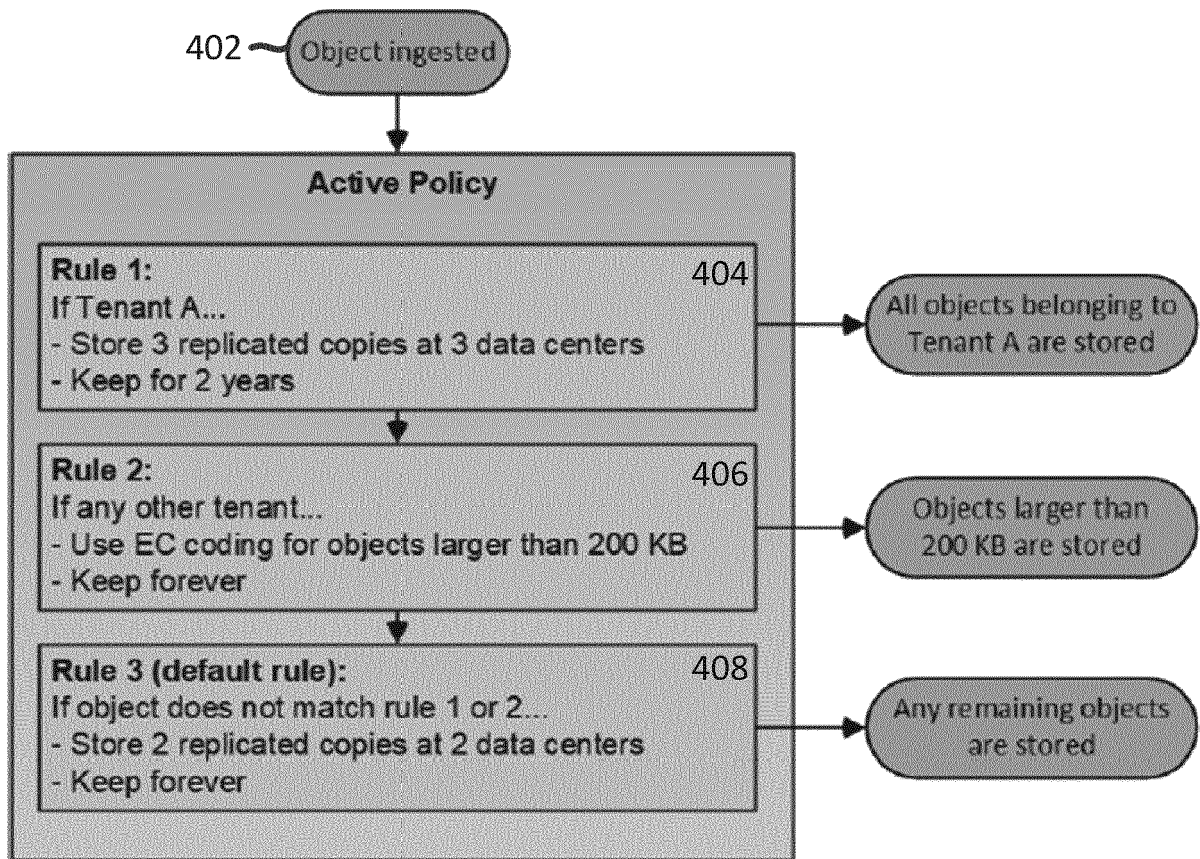 402
Object ingested
Active Policy
Rule 1:
404
If Tenant A...
- Store 3 replicated copies at 3 data centers
- Keep for 2 years
All objects belonging to
Tenant A are stored
Rule 2:
406
If any other tenant...
- Use EC coding for objects larger than 200 KB
- Keep forever
Objects larger than
200 KB are stored
Rule 3 (default rule):
408
If object does not match rule 1 or 2...
- Store 2 replicated copies at 2 data centers
- Keep forever
Any remaining objects
are stored